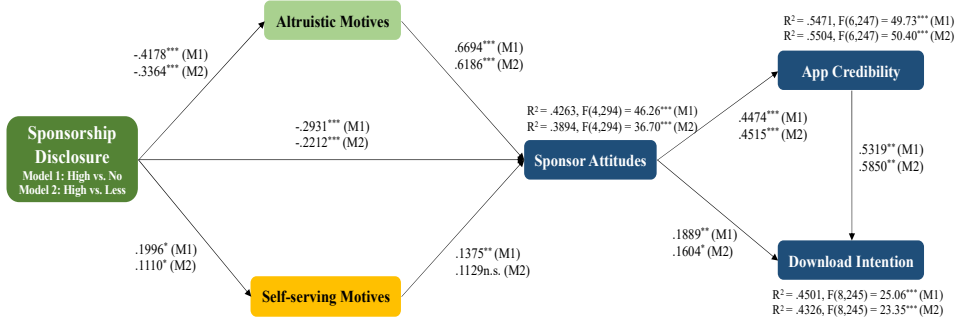 Altruistic Motives
R² = .5471, F(6,247) = 49.73*** (M1)
R² = .5504, F(6,247) = 50.40*** (M2)
-.4178*** (M1)
-.3364*** (M2)
.6694*** (M1)
.6186*** (M2)
App Credibility
R² = .4263, F(4,294) = 46.26*** (M1)
R² = .3894, F(4,294) = 36.70*** (M2)
.4474*** (M1)
.4515*** (M2)
Sponsorship
Disclosure
Model 1: High vs. No
Model 2: High vs. Less
-.2931*** (M1)
-.2212*** (M2)
Sponsor Attitudes
.5319** (M1)
.5850** (M2)
.1996* (M1)
.1110* (M2)
.1375** (M1)
.1129n.s. (M2)
.1889** (M1)
.1604* (M2)
Download Intention
Self-serving Motives
R² = .4501, F(8,245) = 25.06*** (M1)
R² = .4326, F(8,245) = 23.35*** (M2)